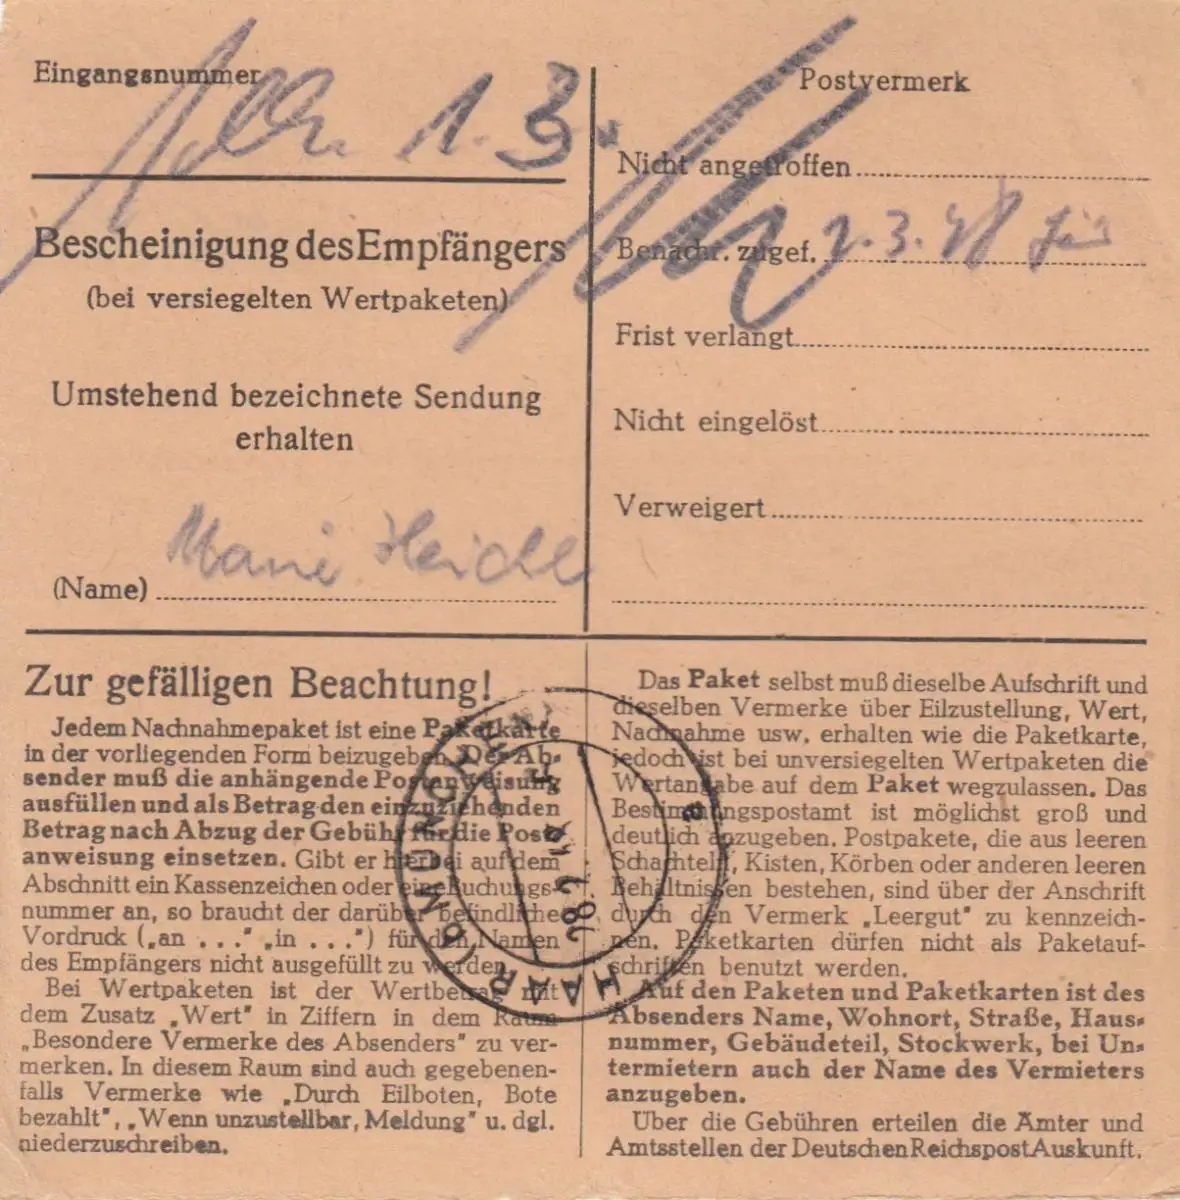 Eingangsnummer
1. 3.
Bescheinigung des Empfängers
(bei versiegelten Wertpaketen)
Umstehend bezeichnete Sendung
erhalten
(Name)
Postvermerk
Nicht angetroffen
Benachr. zugef. 2.3.48
Frist verlangt
Nicht eingelöst
Verweigert
Zur gefälligen Beachtung!
Jedem Nachnahmepaket ist eine Paketkarte
in der vorliegenden Form beizugeben. Der Ab-
sender muß die anhängende Postanweisung
ausfüllen und als Betrag den einzuziehenden
Betrag nach Abzug der Gebühr für die Post-
anweisung einsetzen. Gibt er hierbei auf dem
Abschnitt ein Kassenzeichen oder eine Buchungs-
nummer an, so braucht der darüber befindliche
Vordruck („an . . .“ „in . . .“) für den Namen
des Empfängers nicht ausgefüllt zu werden.
Bei Wertpaketen ist der Wertbetrag mit
dem Zusatz „Wert“ in Ziffern in dem Raum
„Besondere Vermerke des Absenders“ zu ver-
merken. In diesem Raum sind auch gegebenen-
falls Vermerke wie „Durch Eilboten, Bote
bezahlt“, „Wenn unzustellbar, Meldung“ u. dgl.
niederzuschreiben.
Das Paket selbst muß dieselbe Aufschrift und
dieselben Vermerke über Eilzustellung, Wert,
Nachnahme usw. erhalten wie die Paketkarte,
jedoch ist bei unversiegelten Wertpaketen die
Wertangabe auf dem Paket wegzulassen. Das
Bestimmungspostamt ist möglichst groß und
deutlich anzugeben. Postpakete, die aus leeren
Schachteln, Kisten, Körben oder anderen leeren
Behältnissen bestehen, sind über der Anschrift
durch den Vermerk „Leergut“ zu kennzeich-
nen. Paketkarten dürfen nicht als Paketauf-
schriften benutzt werden.
Auf den Paketen und Paketkarten ist des
Absenders Name, Wohnort, Straße, Haus-
nummer, Gebäudeteil, Stockwerk, bei Un-
termietern auch der Name des Vermieters
anzugeben.
Über die Gebühren erteilen die Ämter und
Amtsstellen der Deutschen Reichspost Auskunft.
HAAR (b MÜNCHEN)
a